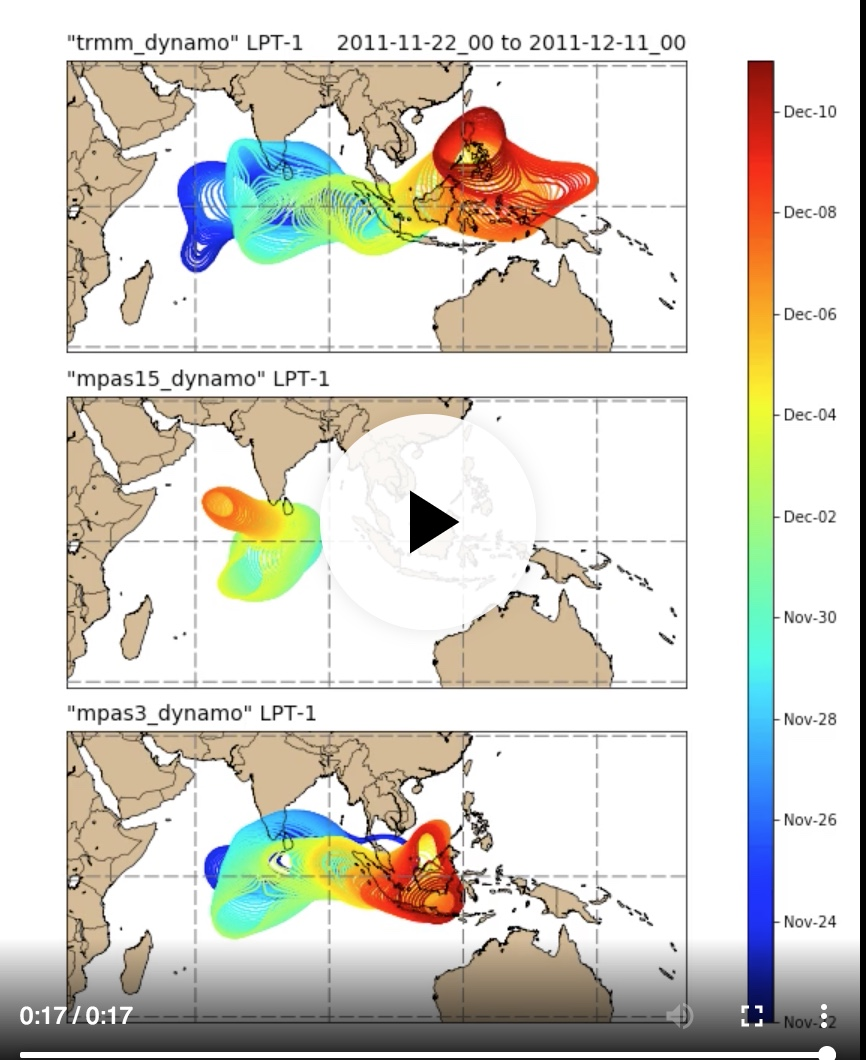 "trmm_dynamo" LPT-1 2011-11-22_00 to 2011-12-11_00
Dec-10
Dec-08
Dec-06
Dec-04
Dec-02
Nov-30
Nov-28
Nov-26
Nov-24
Nov-22
"mpas15_dynamo" LPT-1
"mpas3_dynamo" LPT-1
0:17 / 0:17